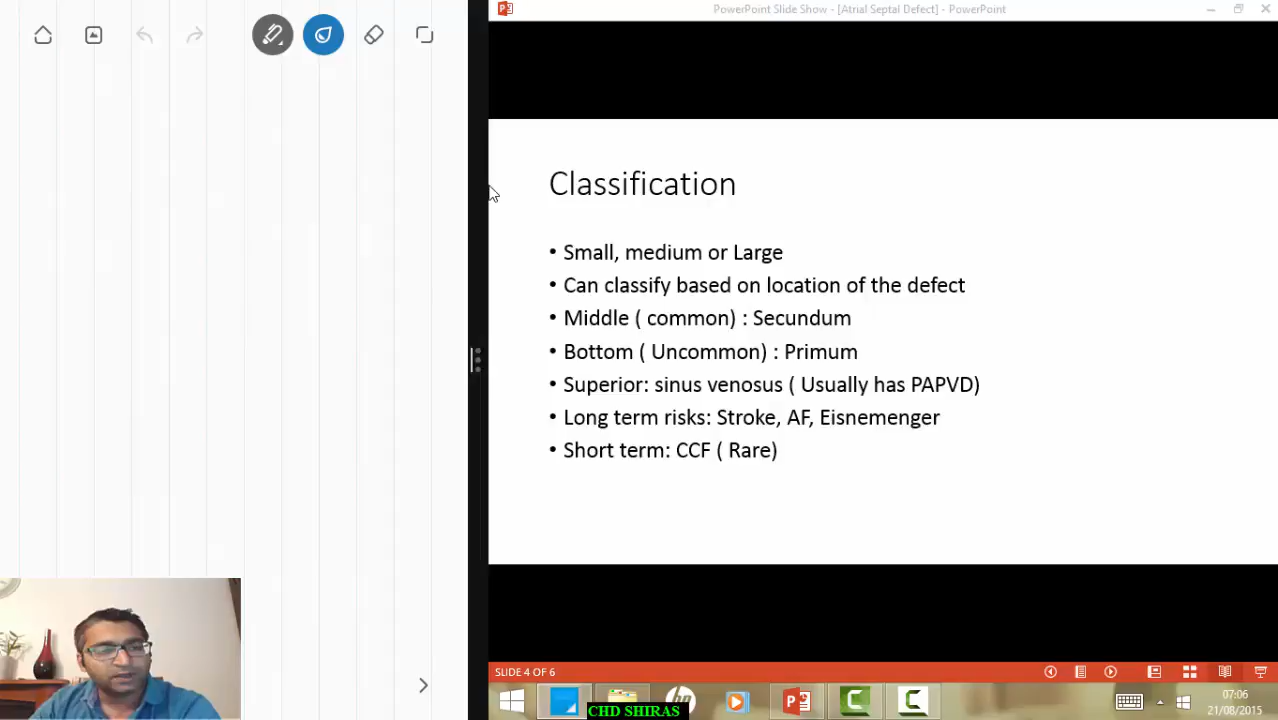 PowerPoint Slide Show - [Atrial Septal Defect] - PowerPoint
Classification
• Small, medium or Large
• Can classify based on location of the defect
• Middle ( common) : Secundum
• Bottom ( Uncommon) : Primum
• Superior: sinus venosus ( Usually has PAPVD)
• Long term risks: Stroke, AF, Eisnemenger
• Short term: CCF ( Rare)
SLIDE 4 OF 6
hp
CHD SHIRAS
07:06
21/08/2015